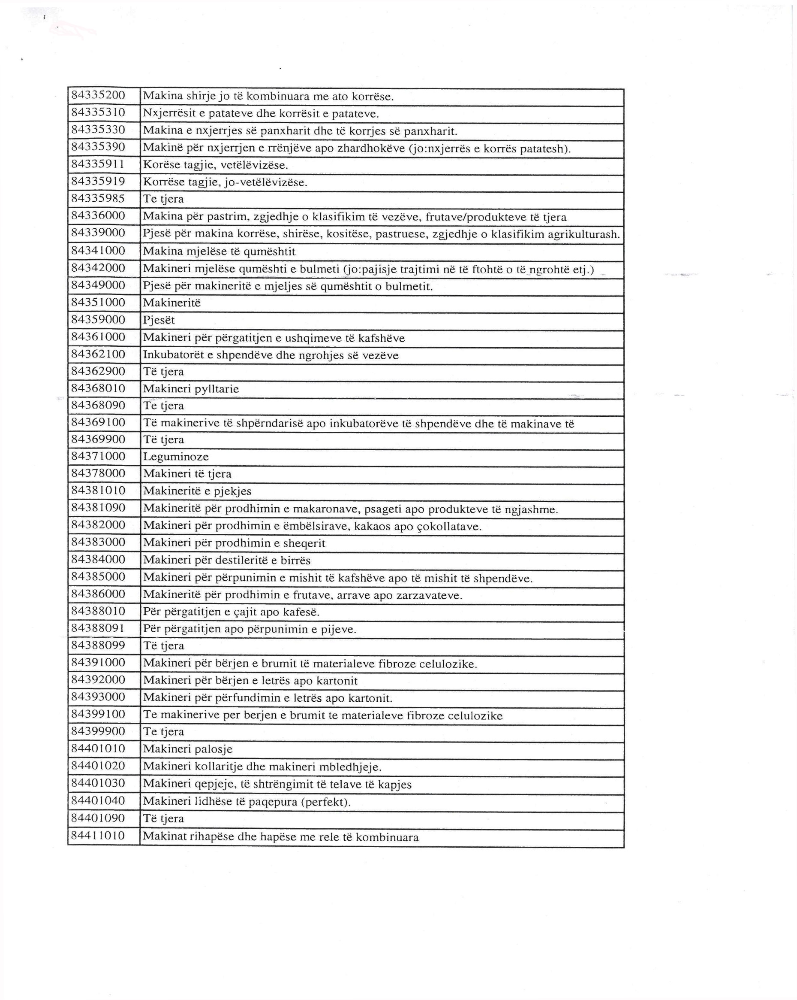 84335200 Makina shirje jo të kombinuara me ato korrëse.
84335310 Nxjerrësit e patateve dhe korrësit e patateve.
84335330 Makina e nxjerrjes së panxharit dhe të korrjes së panxharit.
84335390 Makinë për nxjerrjen e rrënjëve apo zhardhokëve (jo:nxjerrës e korrës patatesh).
84335911 Korëse tagjie, vetëlëvizëse.
84335919 Korrëse tagjie, jo-vetëlëvizëse.
84335985 Te tjera
84336000 Makina për pastrim, zgjedhje o klasifikim të vezëve, frutave/produkteve të tjera
84339000 Pjesë për makina korrëse, shirëse, kositëse, pastruese, zgjedhje o klasifikim agrikulturash.
84341000 Makina mjelëse të qumështit
84342000 Makineri mjelëse qumështi e bulmeti (jo:pajisje trajtimi në të ftohtë o të ngrohtë etj.)
84349000 Pjesë për makineritë e mjeljes së qumështit o bulmetit.
84351000 Makineritë
84359000 Pjesët
84361000 Makineri për përgatitjen e ushqimeve të kafshëve
84362100 Inkubatorët e shpendëve dhe ngrohjes së vezëve
84362900 Të tjera
84368010 Makineri pylltarie
84368090 Te tjera
84369100 Të makinerive të shpërndarisë apo inkubatorëve të shpendëve dhe të makinave të
84369900 Të tjera
84371000 Leguminoze
84378000 Makineri të tjera
84381010 Makineritë e pjekjes
84381090 Makineritë për prodhimin e makaronave, psageti apo produkteve të ngjashme.
84382000 Makineri për prodhimin e ëmbëlsirave, kakaos apo çokollatave.
84383000 Makineri për prodhimin e sheqerit
84384000 Makineri për destileritë e birrës
84385000 Makineri për përpunimin e mishit të kafshëve apo të mishit të shpendëve.
84386000 Makineritë për prodhimin e frutave, arrave apo zarzavateve.
84388010 Për përgatitjen e çajit apo kafesë.
84388091 Për përgatitjen apo përpunimin e pijeve.
84388099 Të tjera
84391000 Makineri për bërjen e brumit të materialeve fibroze celulozike.
84392000 Makineri për bërjen e letrës apo kartonit
84393000 Makineri për përfundimin e letrës apo kartonit.
84399100 Te makinerive per berjen e brumit te materialeve fibroze celulozike
84399900 Te tjera
84401010 Makineri palosje
84401020 Makineri kollaritje dhe makineri mbledhjeje.
84401030 Makineri qepjeje, të shtrëngimit të telave të kapjes
84401040 Makineri lidhëse të paqepura (perfekt).
84401090 Të tjera
84411010 Makinat rihapëse dhe hapëse me rele të kombinuara